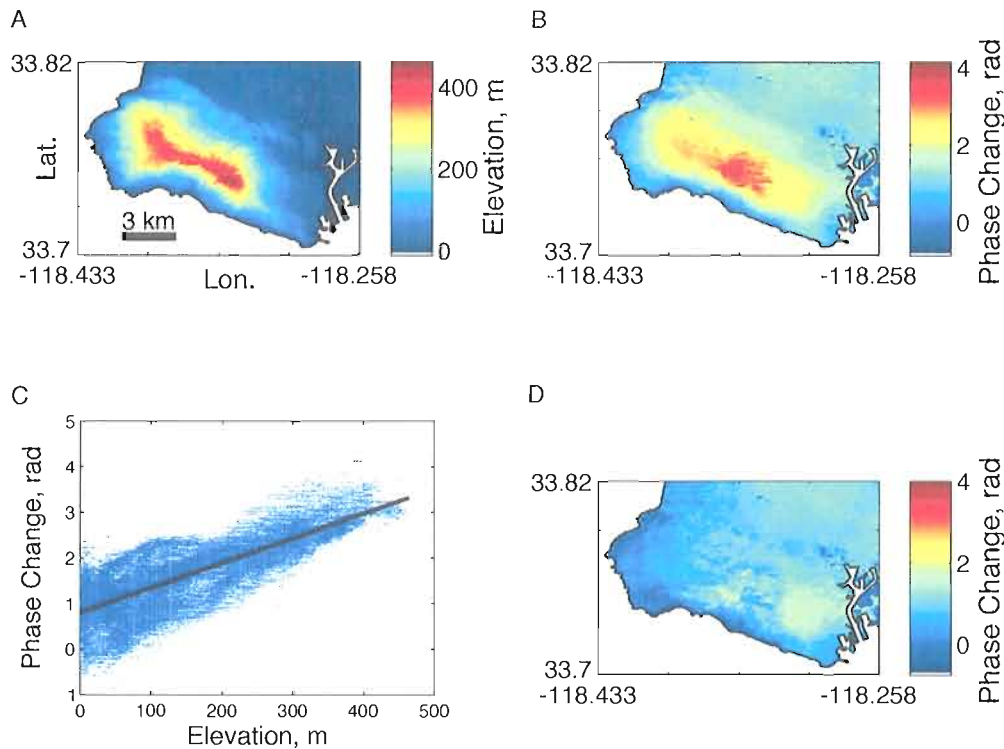 A
33.82
Lat.
33.7
-118.433
Lon.
-118.258
3 km
400
200
0
Elevation, m
B
33.82
33.7
-118.433
-118.258
4
2
0
Phase Change, rad
C
5
4
3
2
1
0
1
Phase Change, rad
0
100
200
300
400
500
Elevation, m
D
33.82
33.7
-118.433
-118.258
4
2
0
Phase Change, rad